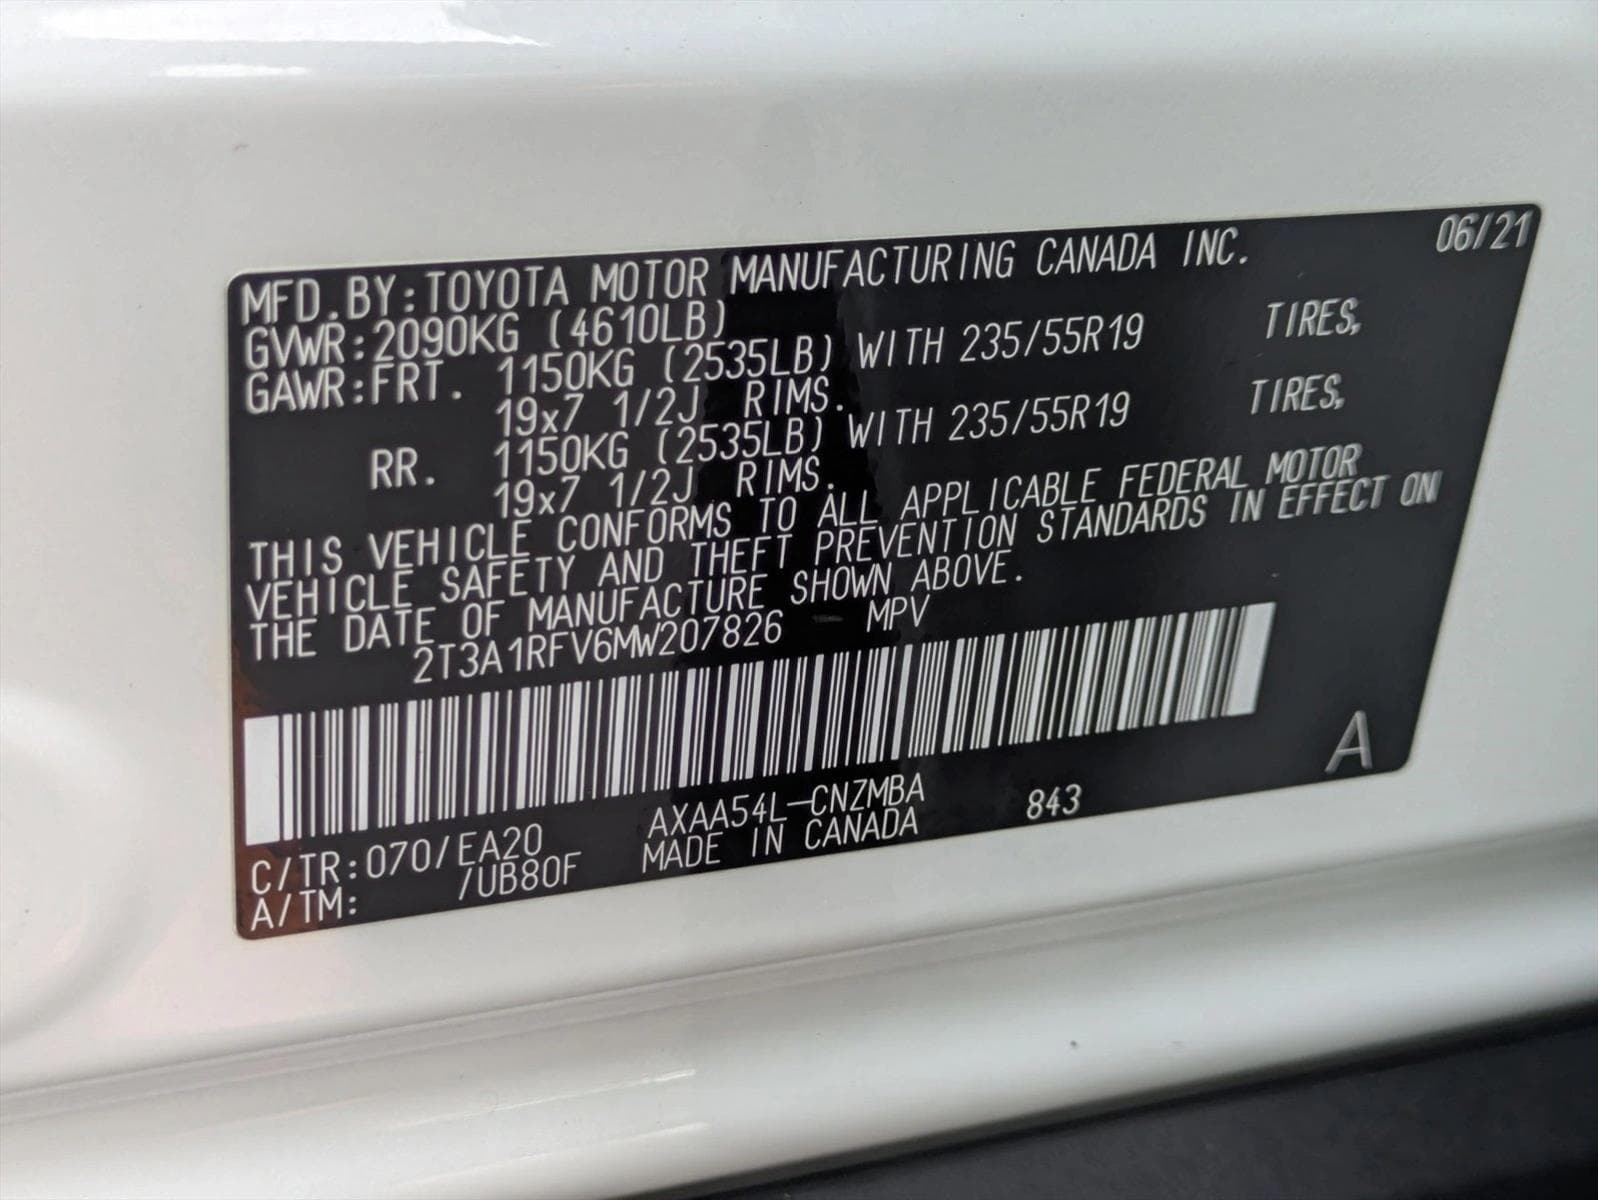 06/21
MFD.BY:TOYOTA MOTOR MANUFACTURING CANADA INC.
GVWR:2090KG (4610LB)
GAWR:FRT. 1150KG (2535LB) WITH 235/55R19 TIRES,
19x7 1/2J RIMS.
RR. 1150KG (2535LB) WITH 235/55R19 TIRES,
19x7 1/2J RIMS.
THIS VEHICLE CONFORMS TO ALL APPLICABLE FEDERAL MOTOR
VEHICLE SAFETY AND THEFT PREVENTION STANDARDS IN EFFECT ON
THE DATE OF MANUFACTURE SHOWN ABOVE.
2T3A1RFV6MW207826 MPV
A
C/TR:070/EA20 AXAA54L-CNZMBA 843
A/TM: /UB80F MADE IN CANADA